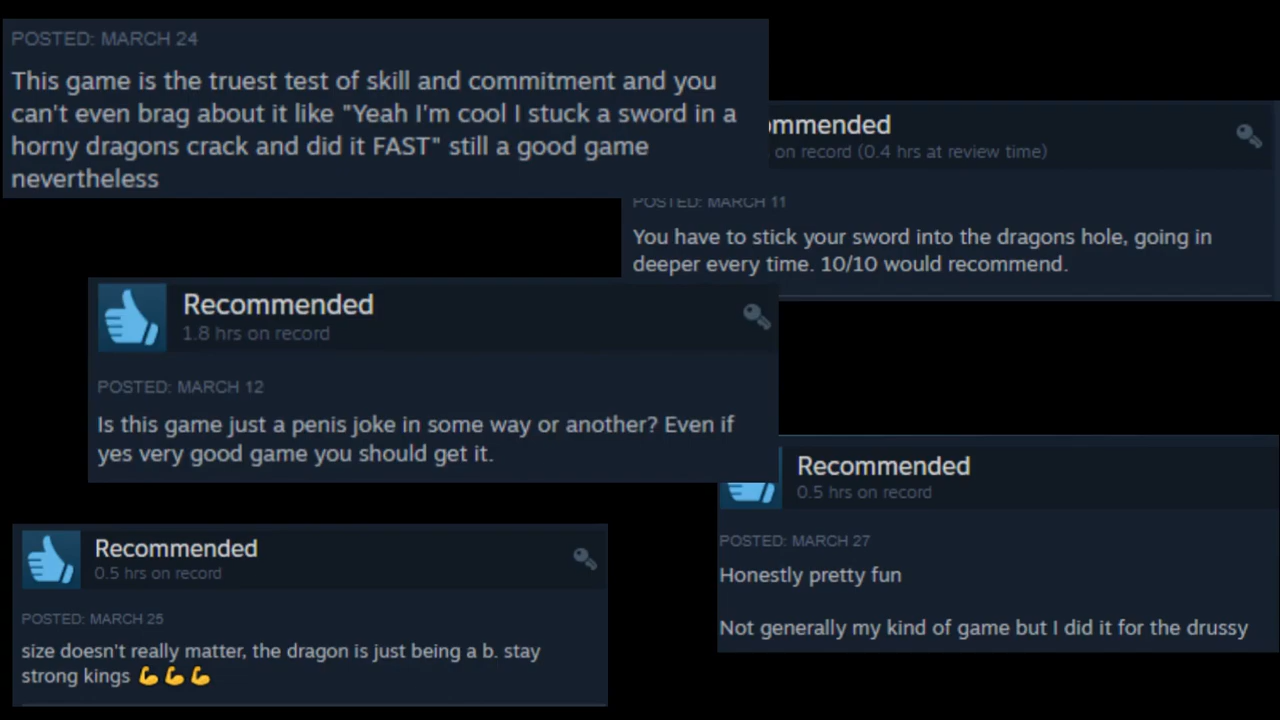 POSTED: MARCH 24
This game is the truest test of skill and commitment and you
can't even brag about it like "Yeah I'm cool I stuck a sword in a
horny dragons crack and did it FAST" still a good game
nevertheless
ommended
on record (0.4 hrs at review time)
POSTED: MARCH 11
You have to stick your sword into the dragons hole, going in
deeper every time. 10/10 would recommend.
Recommended
1.8 hrs on record
POSTED: MARCH 12
Is this game just a penis joke in some way or another? Even if
yes very good game you should get it.
Recommended
0.5 hrs on record
POSTED: MARCH 27
Honestly pretty fun
Not generally my kind of game but I did it for the drussy
Recommended
0.5 hrs on record
POSTED: MARCH 25
size doesn't really matter, the dragon is just being a b. stay
strong kings 💪💪💪